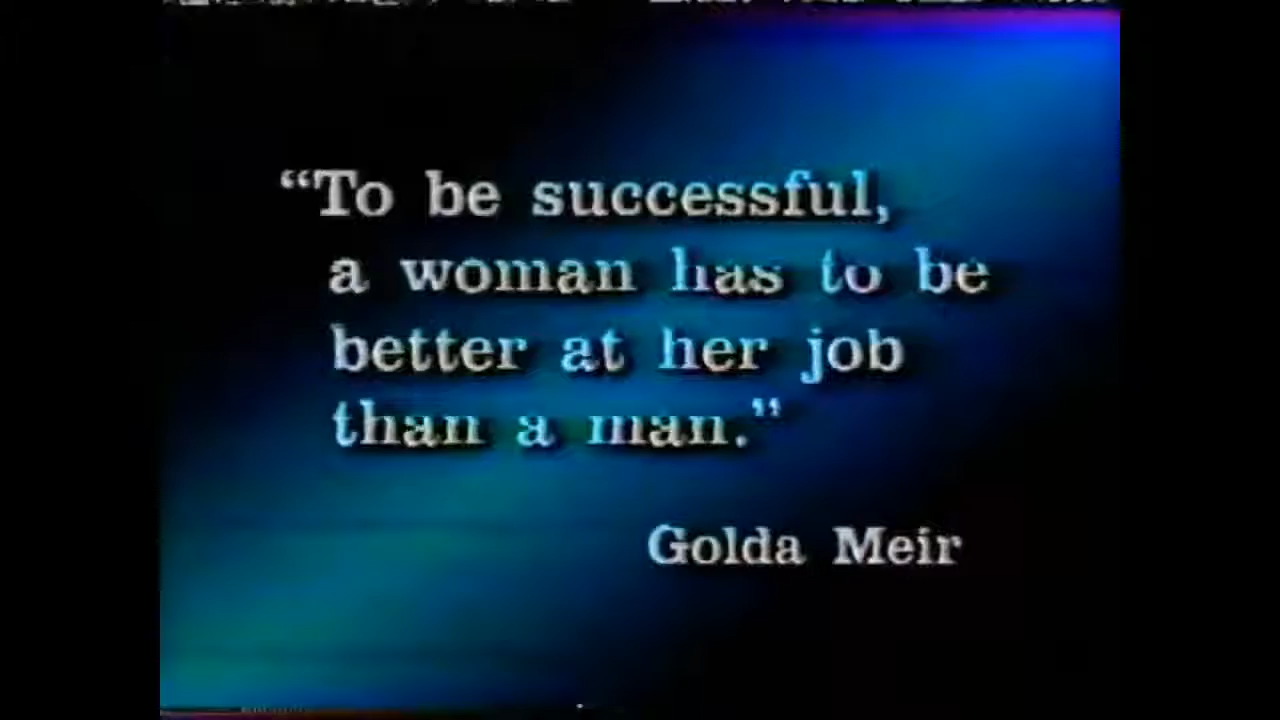 “To be successful,
a woman has to be
better at her job
than a man.”
Golda Meir